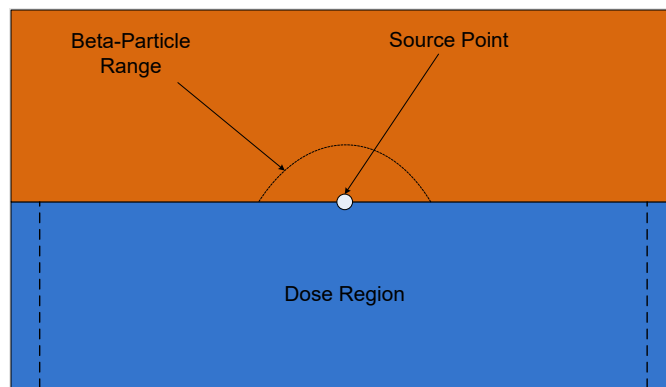 Beta-Particle
Range
Source Point
Dose Region